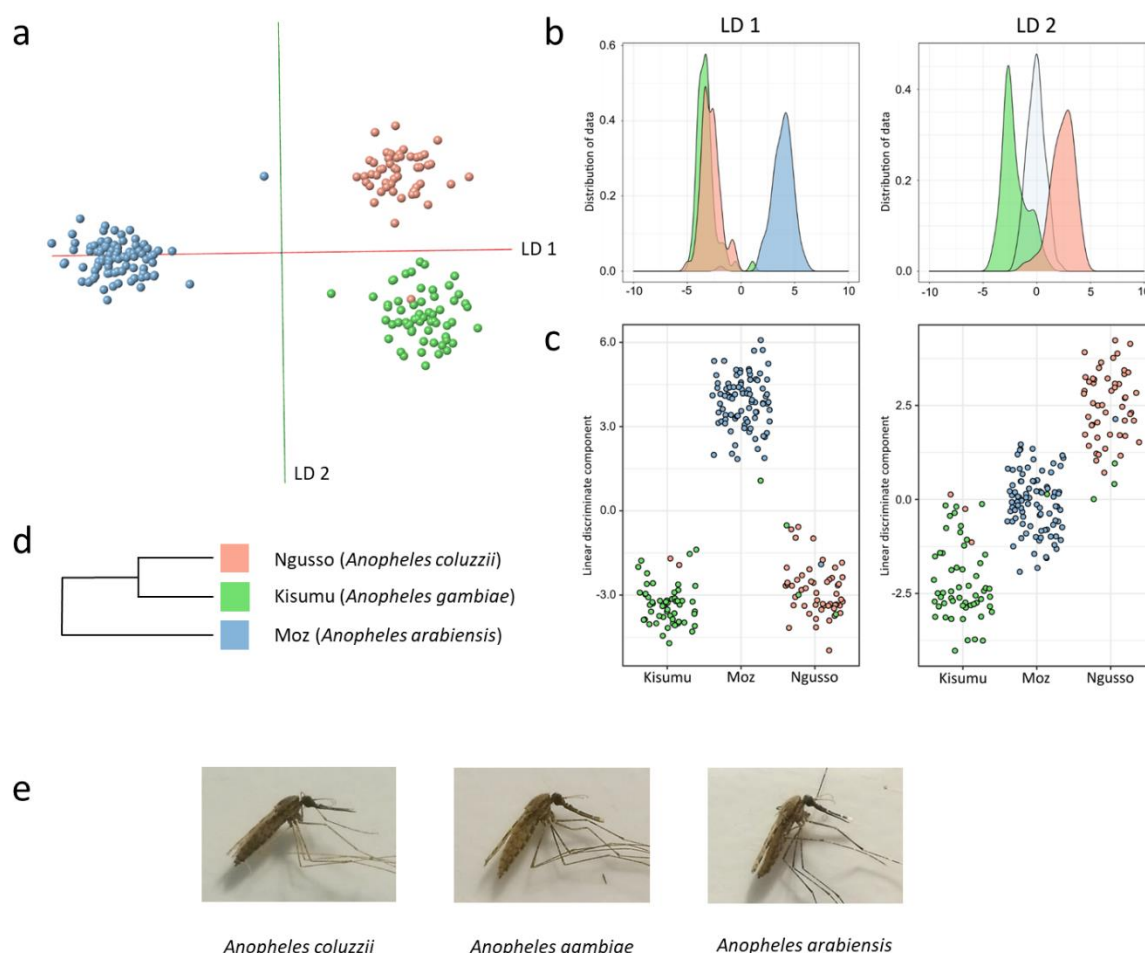 a
LD 1
LD 2
b
LD 1
LD 2
Distribution of data
0.6
0.4
0.2
0.0
-10
-5
0
5
10
Distribution of data
0.4
0.2
0.0
-10
-5
0
5
10
c
Linear discriminate component
6.0
3.0
0.0
-3.0
Kisumu
Moz
Ngusso
Linear discriminate component
2.5
0.0
-2.5
Kisumu
Moz
Ngusso
d
Ngusso (Anopheles coluzzii)
Kisumu (Anopheles gambiae)
Moz (Anopheles arabiensis)
e
Anopheles coluzzii
Anopheles gambiae
Anopheles arabiensis